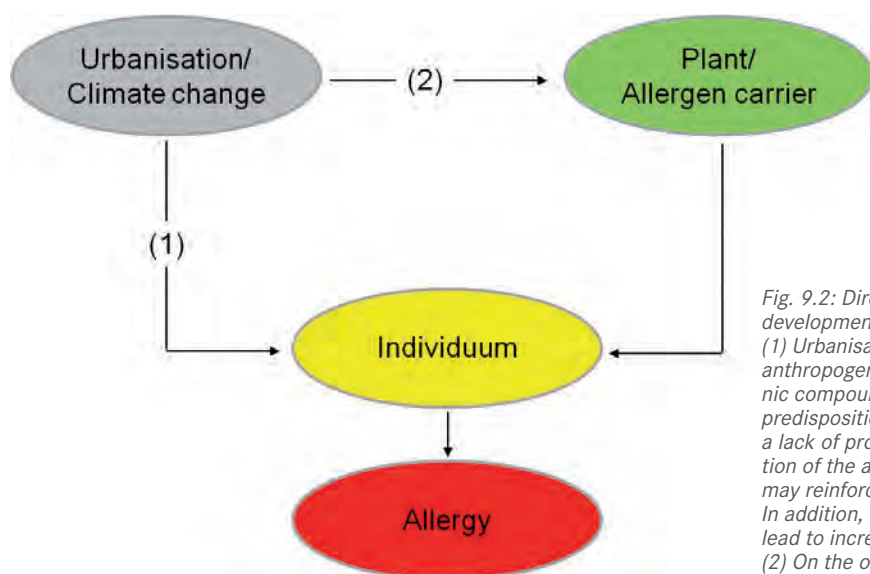 Urbanisation/
Climate change
(2)
Plant/
Allergen carrier
(1)
Individuum
Allergy
Fig. 9.2: Dire
development
(1) Urbanisa
anthropoger
nic compour
predispositio
a lack of pro
tion of the a
may reinforc
In addition,
lead to incre
(2) On the o